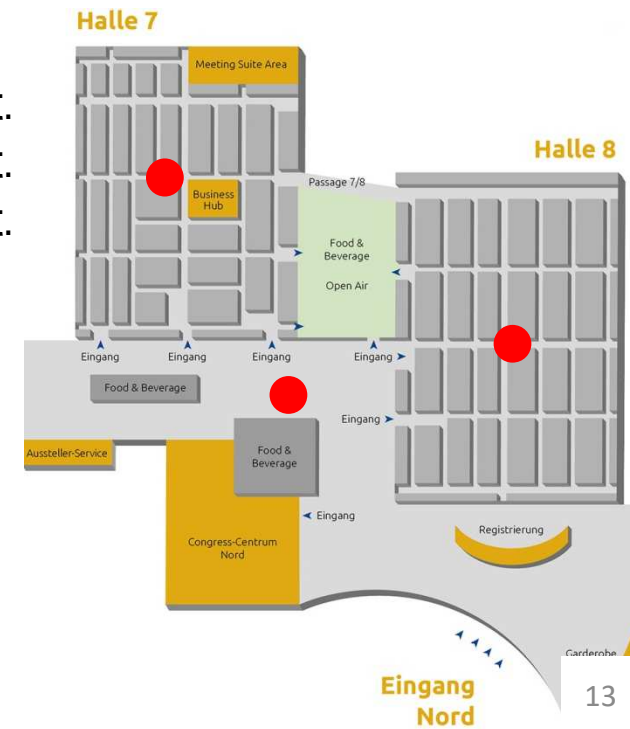 Halle 7
Meeting Suite Area
Halle 8
Passage 7/8
Business
Hub
Food &
Beverage
Open Air
Eingang
Eingang
Eingang
Eingang
Food & Beverage
Eingang
Aussteller-Service
Food &
Beverage
Eingang
Registrierung
Congress-Centrum
Nord
Garderobe
Eingang
Nord
13